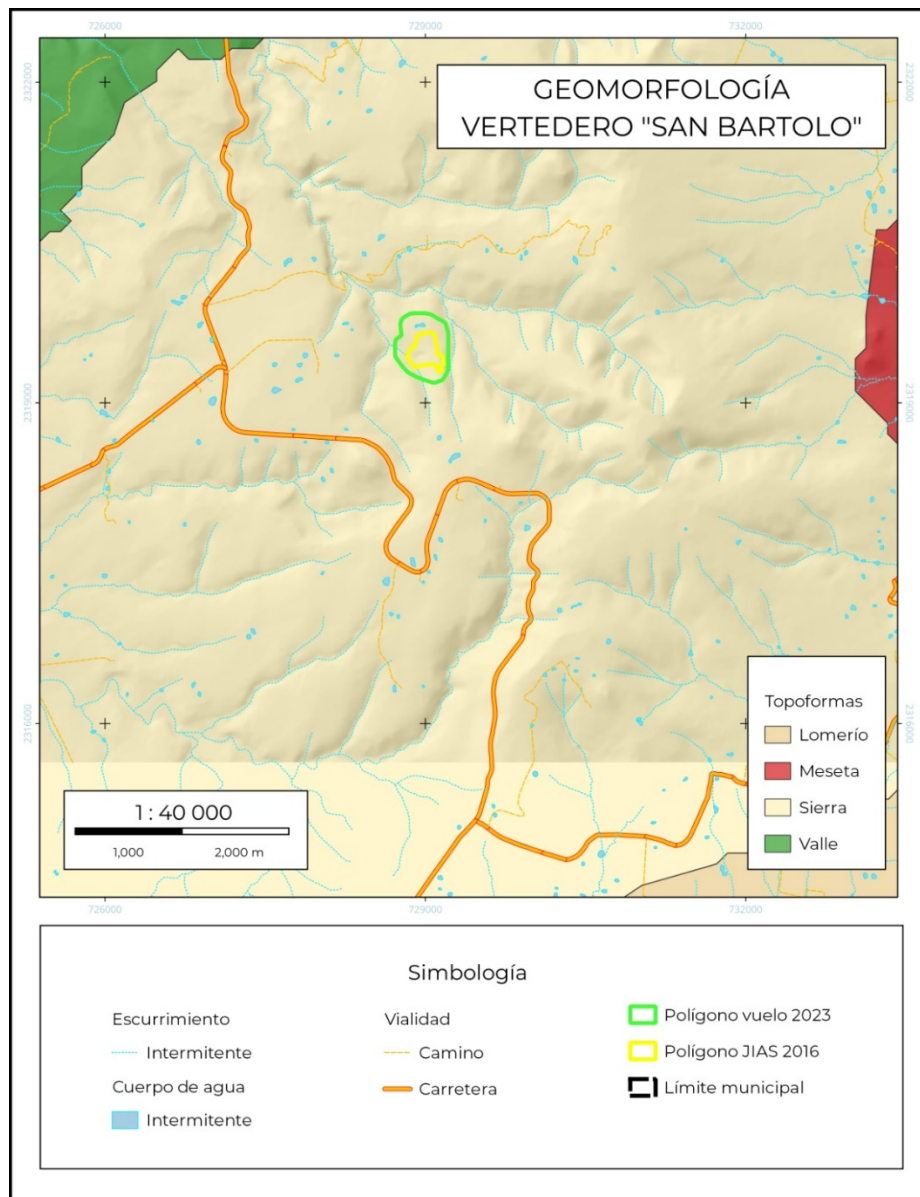 726000
729000
732000
2322000
2322000
GEOMORFOLOGÍA
VERTEDERO "SAN BARTOLO"
2319000
2319000
2316000
2316000
Topoformas
Lomerío
Meseta
Sierra
Valle
1 : 40 000
1,000
2,000 m
726000
729000
732000
Simbología
Escurrimiento
Intermitente
Cuerpo de agua
Intermitente
Vialidad
Camino
Carretera
Polígono vuelo 2023
Polígono JIAS 2016
Límite municipal